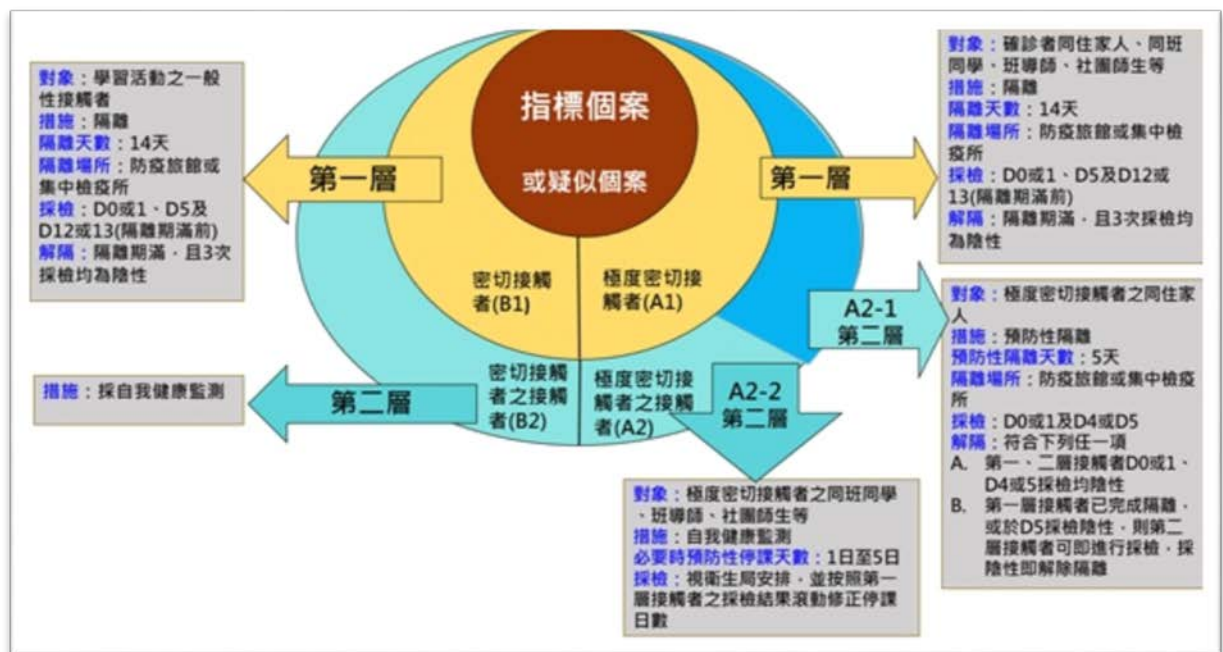 對象：學習活動之一般
性接觸者
措施：隔離
隔離天數：14天
隔離場所：防疫旅館或
集中檢疫所
採檢：D0或1、D5及
D12或13(隔離期滿前)
解隔：隔離期滿，且3次
採檢均為陰性
第一層
指標個案
或疑似個案
第一層
對象：確診者同住家人、同班
同學、班導師、社團師生等
措施：隔離
隔離天數：14天
隔離場所：防疫旅館或集中檢
疫所
採檢：D0或1、D5及D12或
13(隔離期滿前)
解隔：隔離期滿，且3次採檢均
為陰性
密切接觸
者(B1)
極度密切接
觸者(A1)
措施：採自我健康監測
第二層
密切接觸
者之接觸
者(B2)
極度密切接
觸者之接觸
者(A2)
A2-2
第二層
A2-1
第二層
對象：極度密切接觸者之同住家
人
措施：預防性隔離
預防性隔離天數：5天
隔離場所：防疫旅館或集中檢疫
所
採檢：D0或1及D4或D5
解隔：符合下列任一項
A. 第一、二層接觸者D0或1、
D4或5採檢均陰性
B. 第一層接觸者已完成隔離，
或於D5採檢陰性，則第二
層接觸者可即進行採檢，採
陰性即解除隔離
對象：極度密切接觸者之同班同學
、班導師、社團師生等
措施：自我健康監測
必要時預防性停課天數：1日至5日
採檢：視衛生局安排，並按照第一
層接觸者之採檢結果滾動修正停課
日數